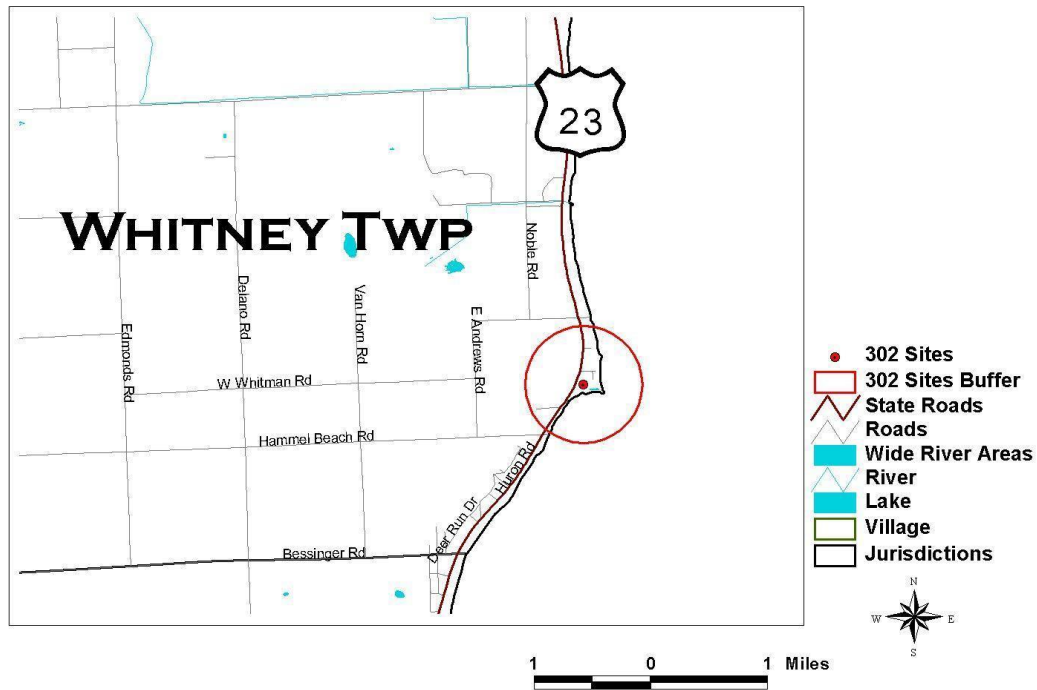 23
WHITNEY TWP
Noble Rd
Delano Rd
Van Horn Rd
E Andrews Rd
Edmonds Rd
W Whitman Rd
Hammel Beach Rd
Huron Rd
Deer Run Dr
Bessinger Rd
302 Sites
302 Sites Buffer
State Roads
Roads
Wide River Areas
River
Lake
Village
Jurisdictions
N
W E
S
1 0 1 Miles